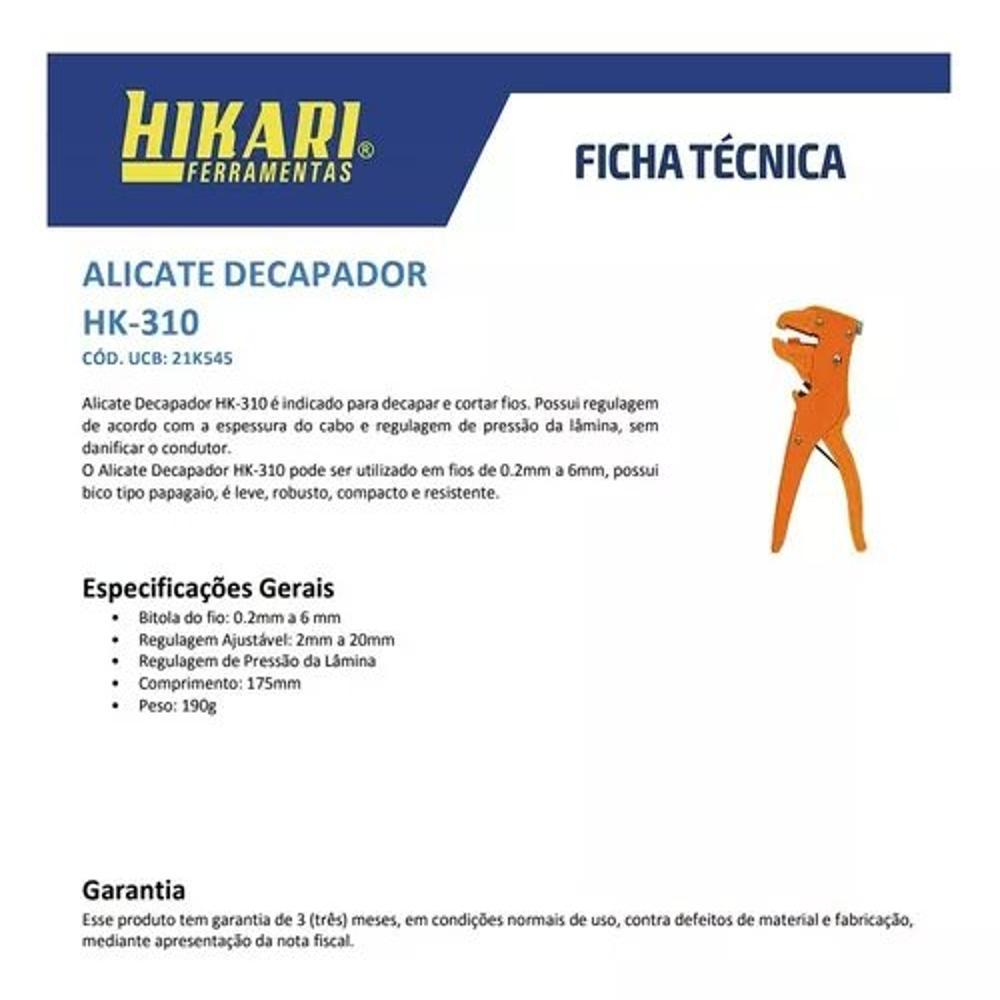 HIKARI®
FERRAMENTAS
FICHA TÉCNICA
ALICATE DECAPADOR
HK-310
CÓD. UCB: 21K545
Alicate Decapador HK-310 é indicado para decapar e cortar fios. Possui regulagem
de acordo com a espessura do cabo e regulagem de pressão da lâmina, sem
danificar o condutor.
O Alicate Decapador HK-310 pode ser utilizado em fios de 0.2mm a 6mm, possui
bico tipo papagaio, é leve, robusto, compacto e resistente.
Especificações Gerais
• Bitola do fio: 0.2mm a 6 mm
• Regulagem Ajustável: 2mm a 20mm
• Regulagem de Pressão da Lâmina
• Comprimento: 175mm
• Peso: 190g
Garantia
Esse produto tem garantia de 3 (três) meses, em condições normais de uso, contra defeitos de material e fabricação,
mediante apresentação da nota fiscal.